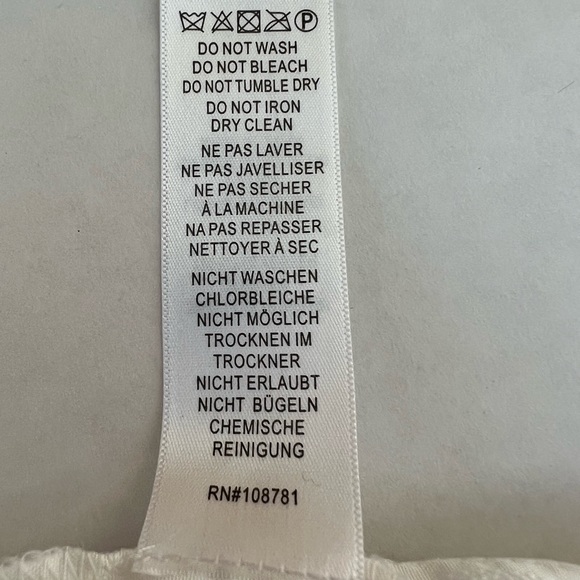 DO NOT WASH
DO NOT BLEACH
DO NOT TUMBLE DRY
DO NOT IRON
DRY CLEAN
NE PAS LAVER
NE PAS JAVELLISER
NE PAS SECHER
À LA MACHINE
NA PAS REPASSER
NETTOYER À SEC
NICHT WASCHEN
CHLORBLEICHE
NICHT MÖGLICH
TROCKNEN IM
TROCKNER
NICHT ERLAUBT
NICHT BÜGELN
CHEMISCHE
REINIGUNG
RN#108781